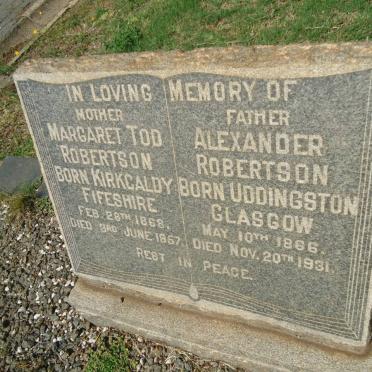 IN LOVING MEMORY OF
MOTHER
MARGARET TOD
ROBERTSON
BORN KIRKCALDY
FIFESHIRE
FEB. 28TH 1868.
DIED 3RD JUNE 1967.
FATHER
ALEXANDER
ROBERTSON
BORN UDDINGSTON
GLASGOW
MAY 10TH 1866.
DIED NOV. 20TH 1931.
REST IN PEACE.